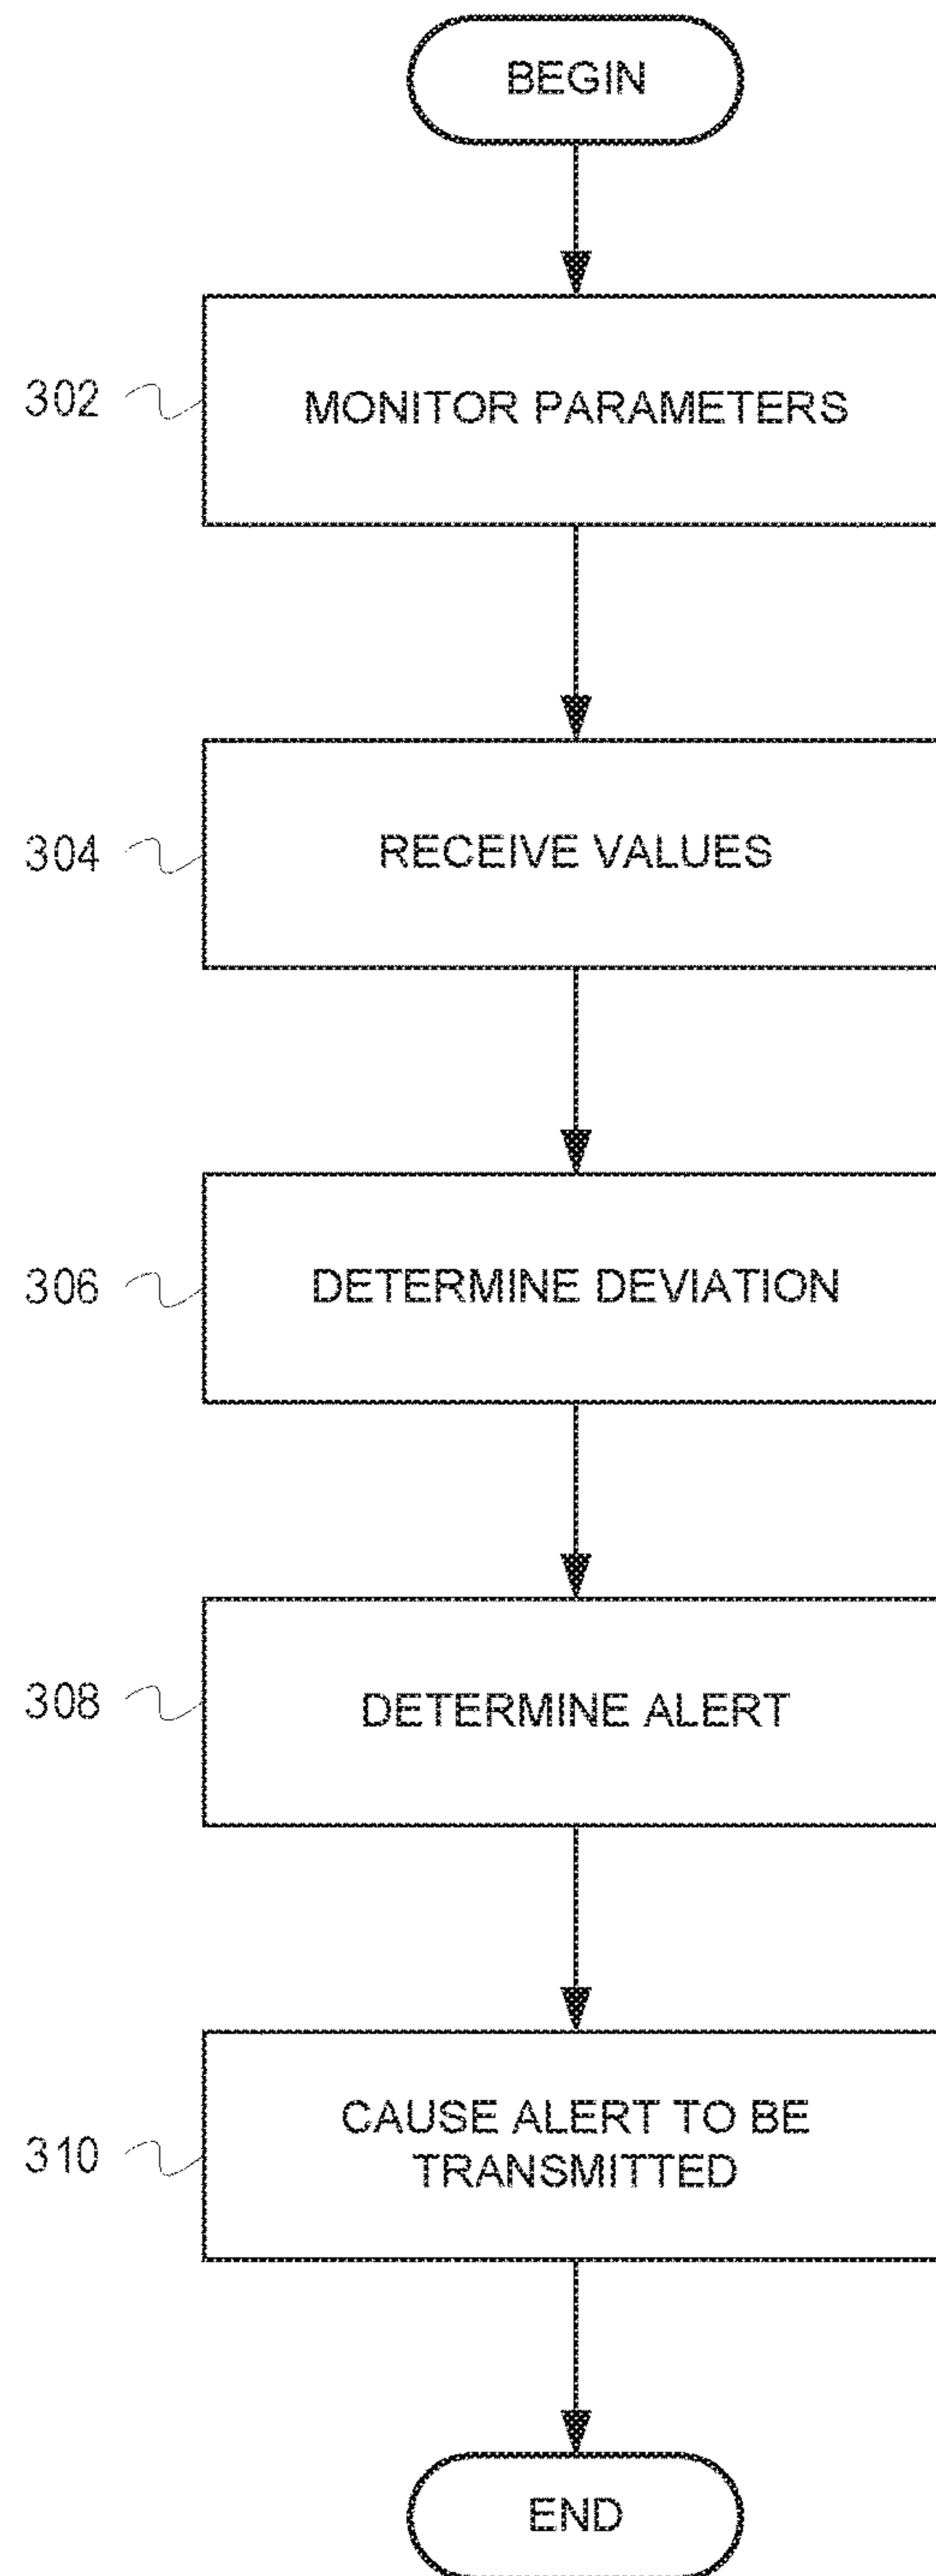 BEGIN
302
MONITOR PARAMETERS
304
RECEIVE VALUES
306
DETERMINE DEVIATION
308
DETERMINE ALERT
310
CAUSE ALERT TO BE
TRANSMITTED
END